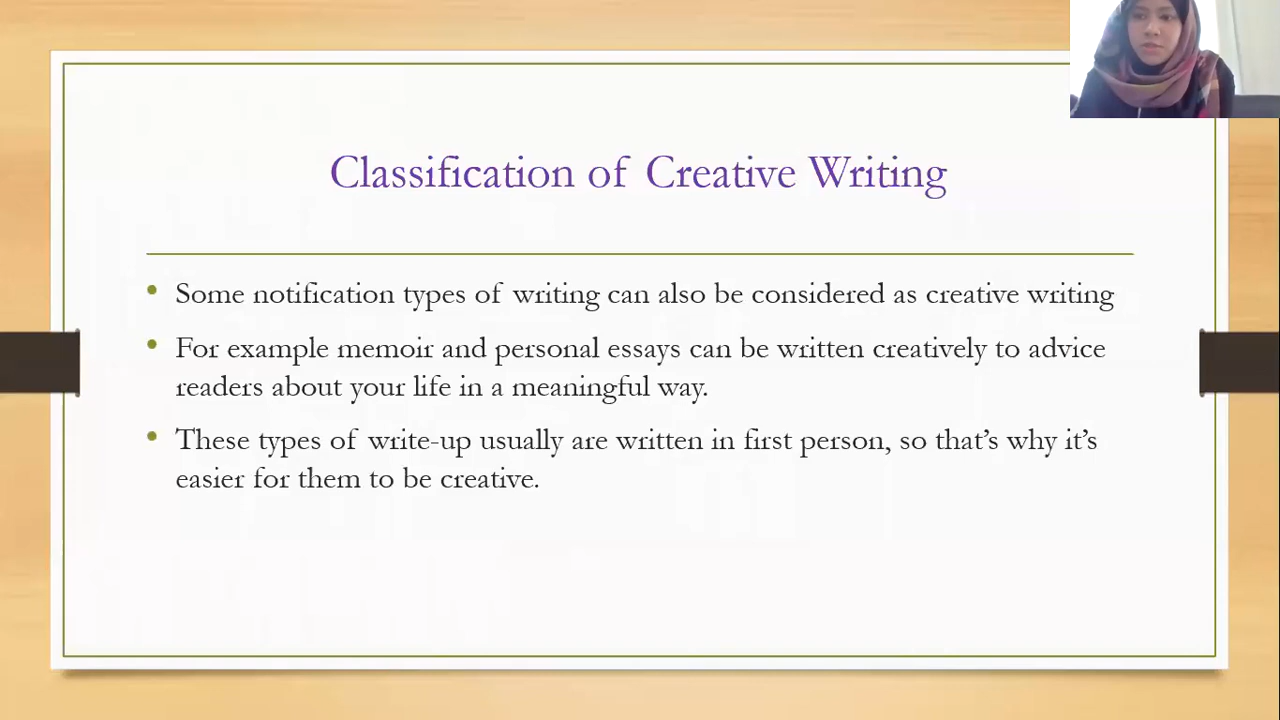 Classification of Creative Writing
Some notification types of writing can also be considered as creative writing
For example memoir and personal essays can be written creatively to advice
readers about your life in a meaningful way.
These types of write-up usually are written in first person, so that’s why it’s
easier for them to be creative.